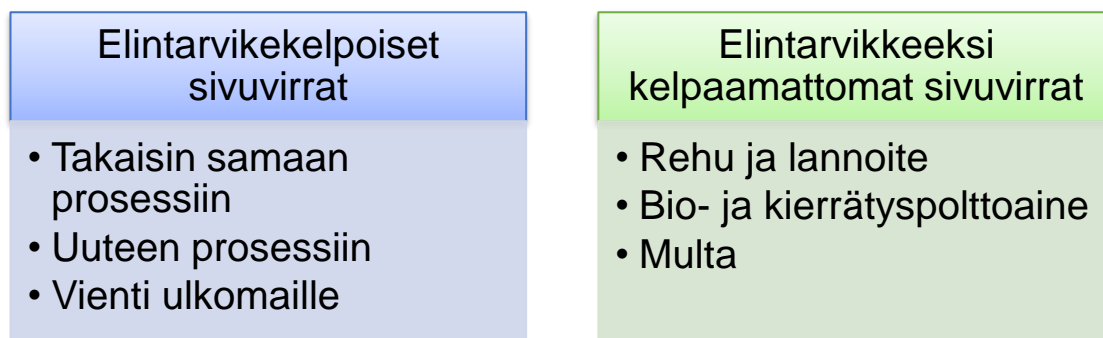 Elintarvikekelpoiset
sivuvirrat
• Takaisin samaan
prosessiin
• Uuteen prosessiin
• Vienti ulkomaille
Elintarvikkeeksi
kelpaamattomat sivuvirrat
• Rehu ja lannoite
• Bio- ja kierrätyspolttoaine
• Multa